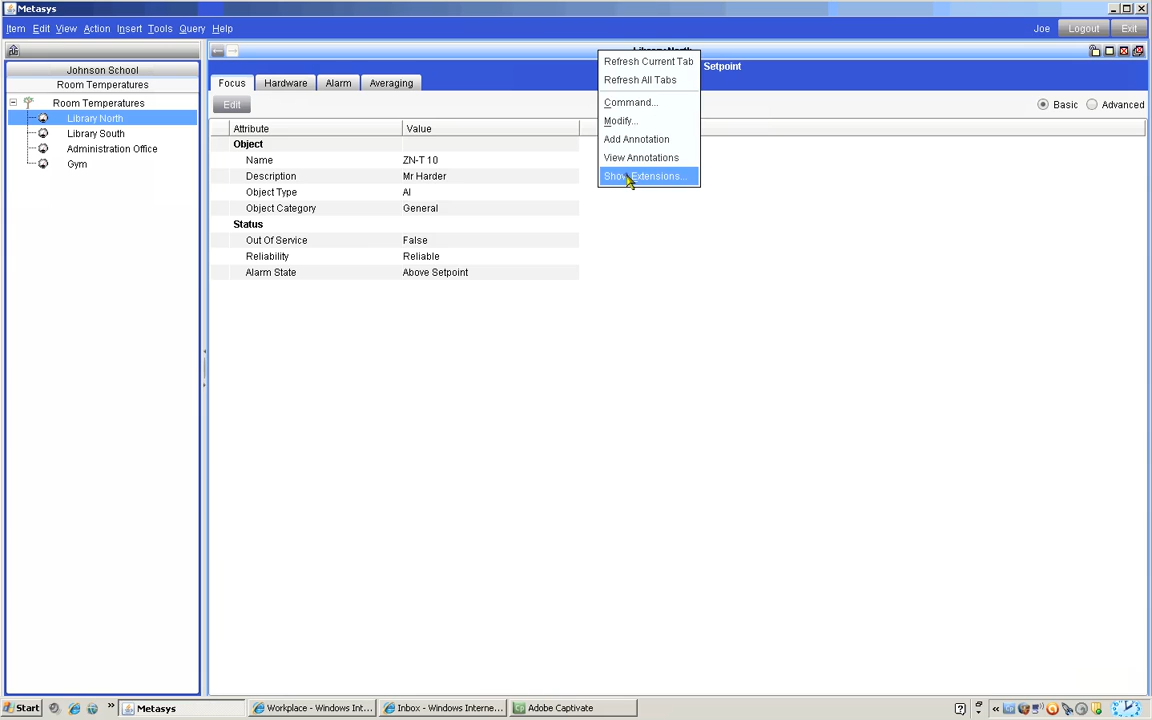 Metasys
Item Edit View Action Insert Tools Query Help
Joe Logout Exit
Johnson School
Room Temperatures
Room Temperatures
Library North
Library South
Administration Office
Gym
Library North
Setpoint
Focus Hardware Alarm Averaging
Edit
Basic Advanced
Attribute Value
Object
Name ZN-T 10
Description Mr Harder
Object Type AI
Object Category General
Status
Out Of Service False
Reliability Reliable
Alarm State Above Setpoint
Refresh Current Tab
Refresh All Tabs
Command...
Modify...
Add Annotation
View Annotations
Show Extensions...
Start » Metasys Workplace - Windows Int... Inbox - Windows Interne... Adobe Captivate «